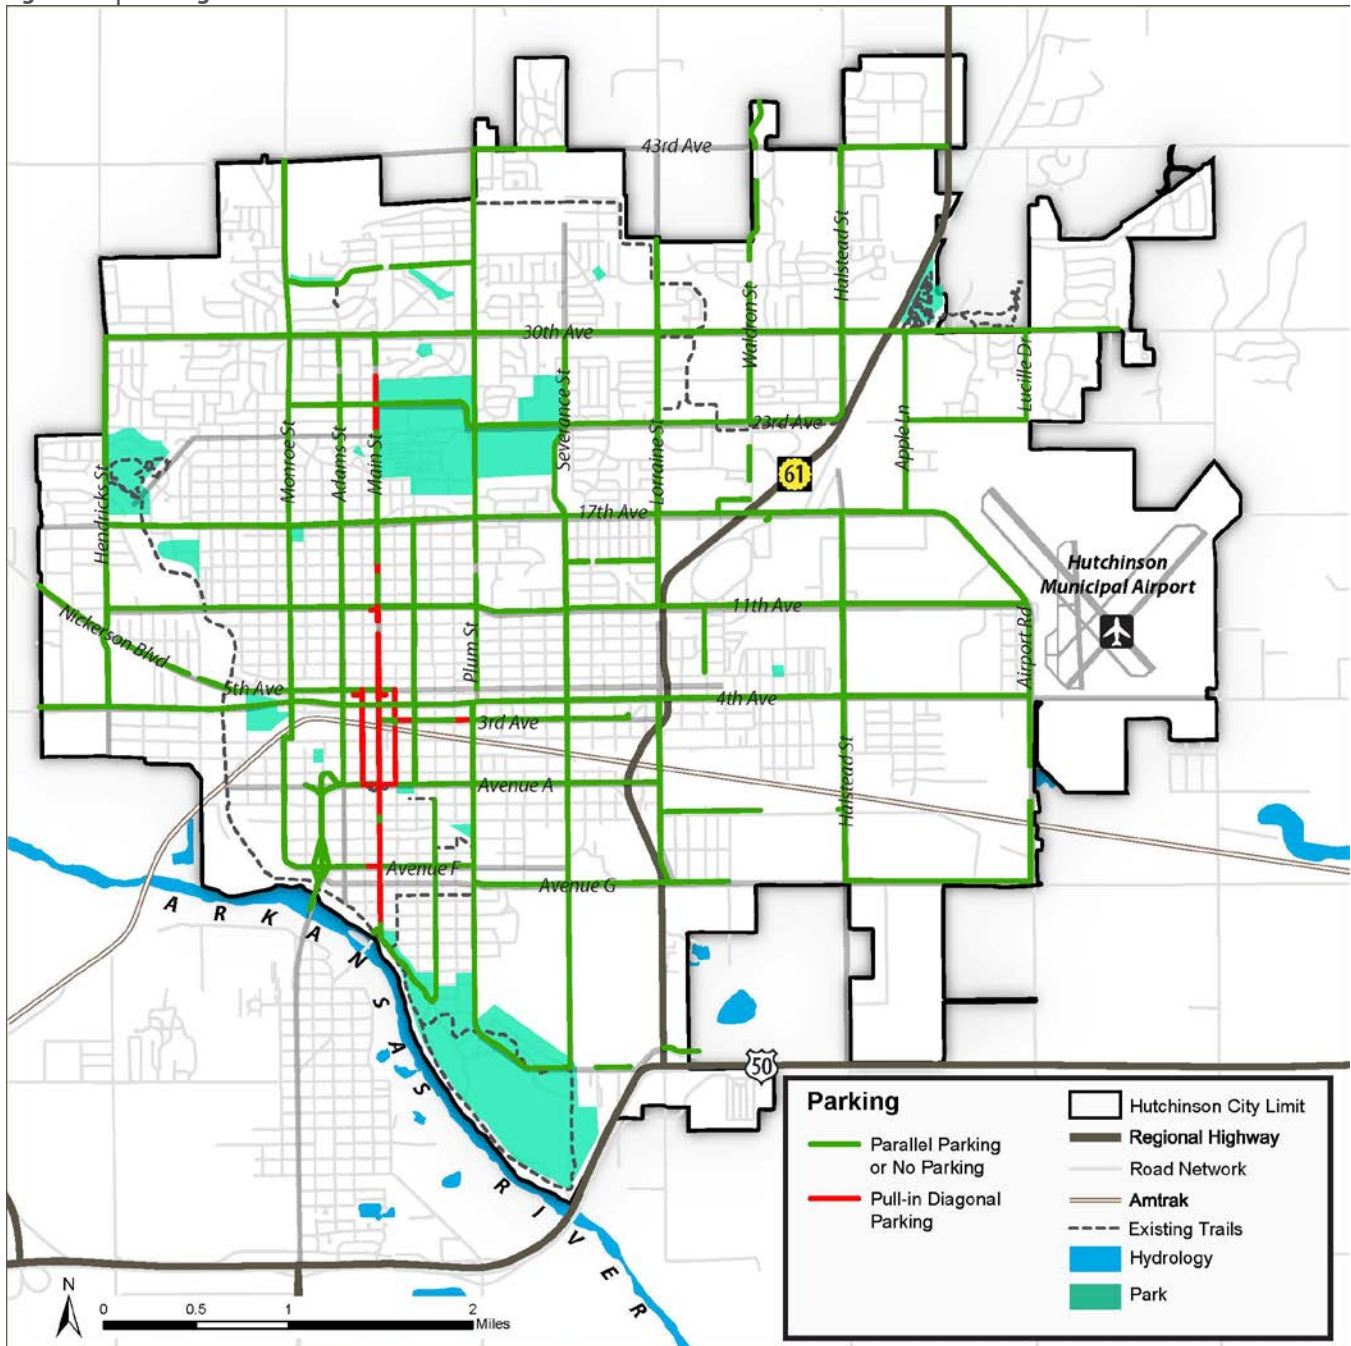 43rd Ave
Halstead St
30th Ave
Waldron St
Lucille Dr
Severance St
23rd Ave
Apple Ln
Monroe St
Adams St
Main St
Lorraine St
61
Hendricks St
17th Ave
Hutchinson
Municipal Airport
11th Ave
Nickerson Blvd
Plum St
Airport Rd
5th Ave
4th Ave
3rd Ave
Avenue A
Halstead St
Avenue F
Avenue G
ARKANSAS RIVER
50
Parking
Parallel Parking
or No Parking
Pull-in Diagonal
Parking
Hutchinson City Limit
Regional Highway
Road Network
Amtrak
Existing Trails
Hydrology
Park
N
0 0.5 1 2
Miles